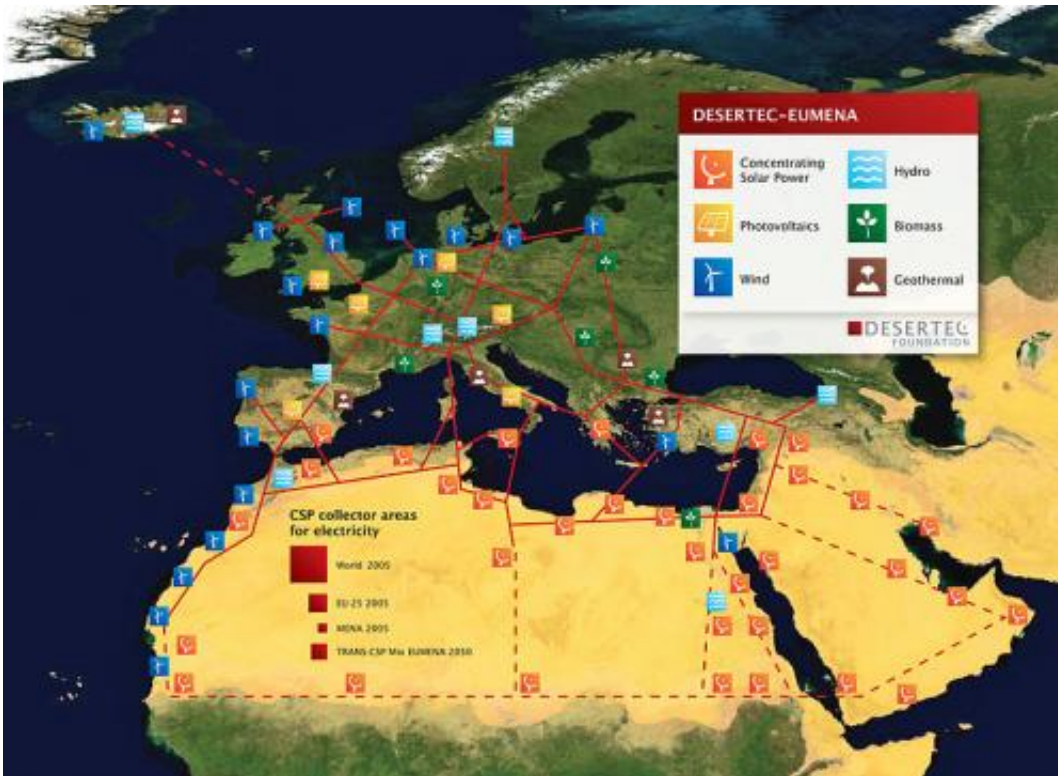 DESERTEC-EUMENA
Concentrating
Solar Power
Hydro
Photovoltaics
Biomass
Wind
Geothermal
DESERTEC
FOUNDATION
CSP collector areas
for electricity
World 2005
EU-25 2005
MENA 2005
TRANS-CSP Mix EUMENA 2050